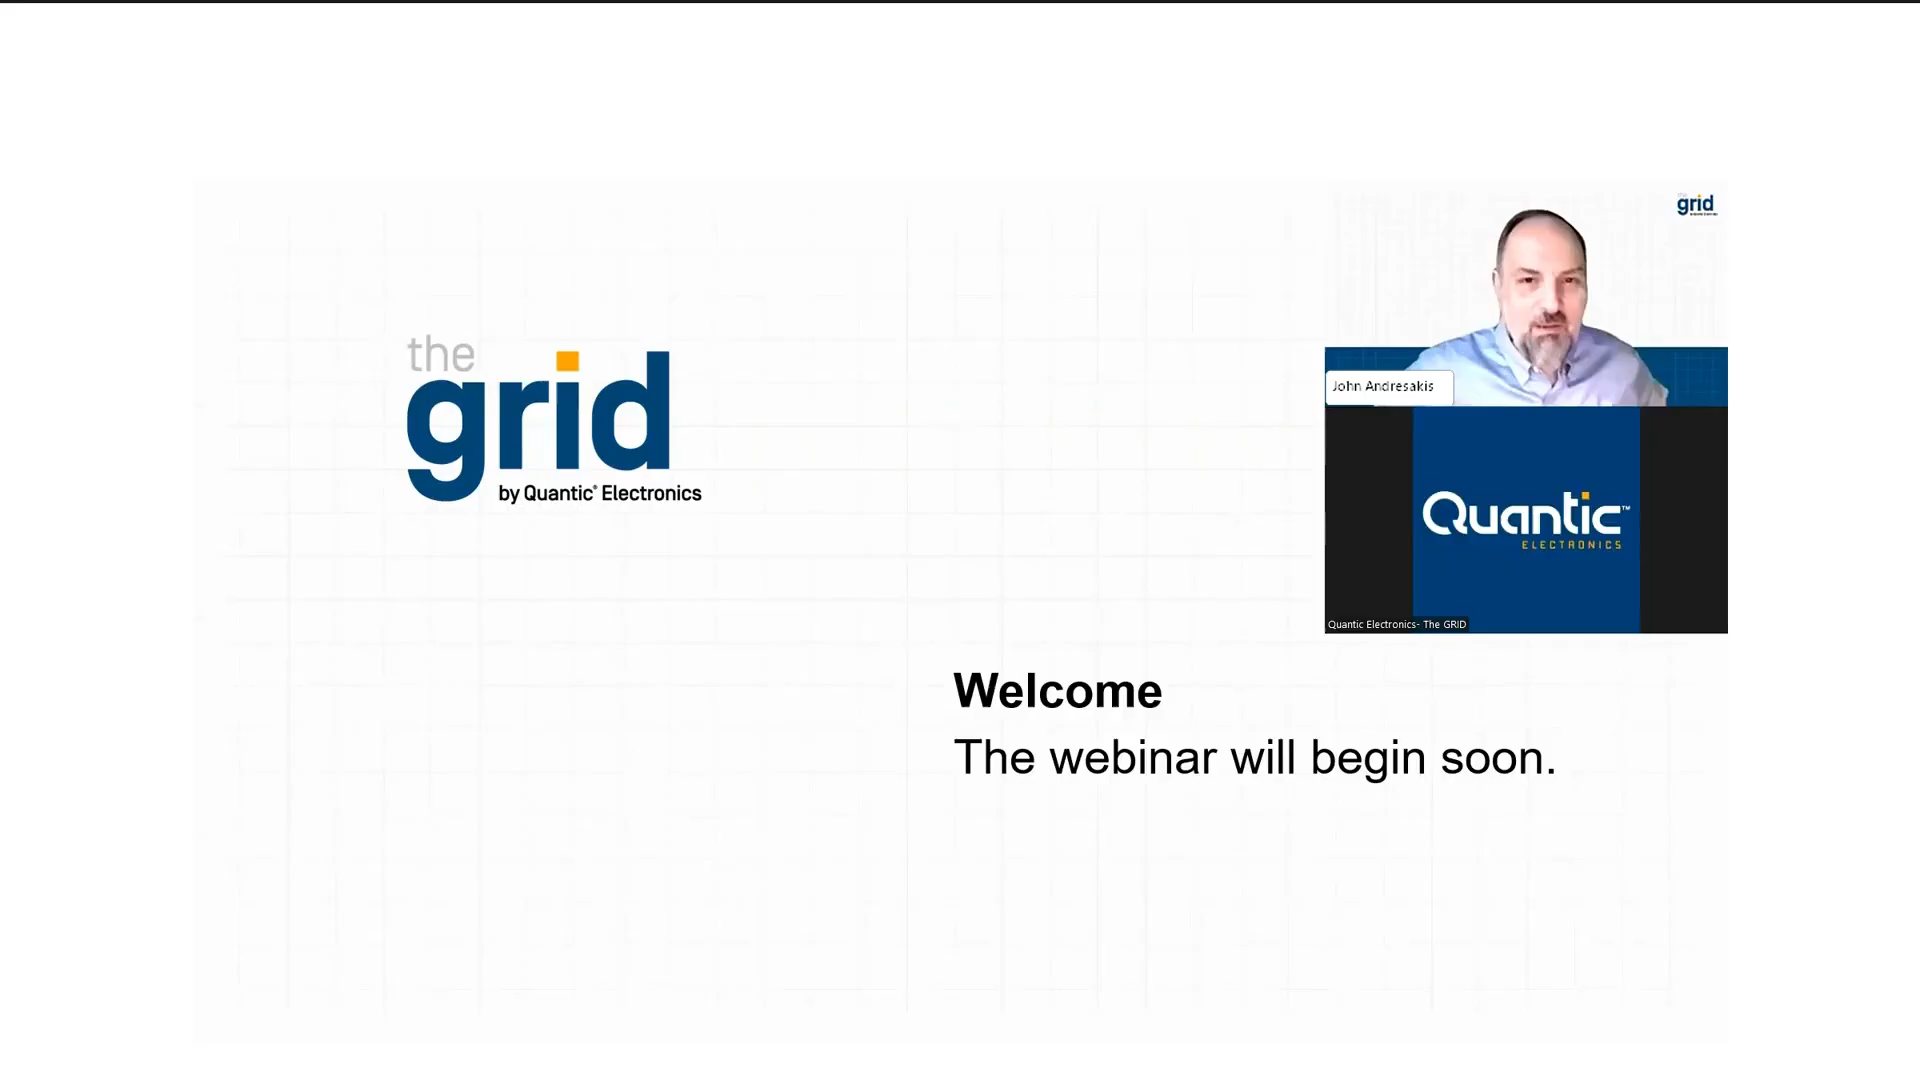 the
grid
by Quantic® Electronics
grid
John Andresakis
Quantic™
ELECTRONICS
Quantic Electronics- The GRID
Welcome
The webinar will begin soon.